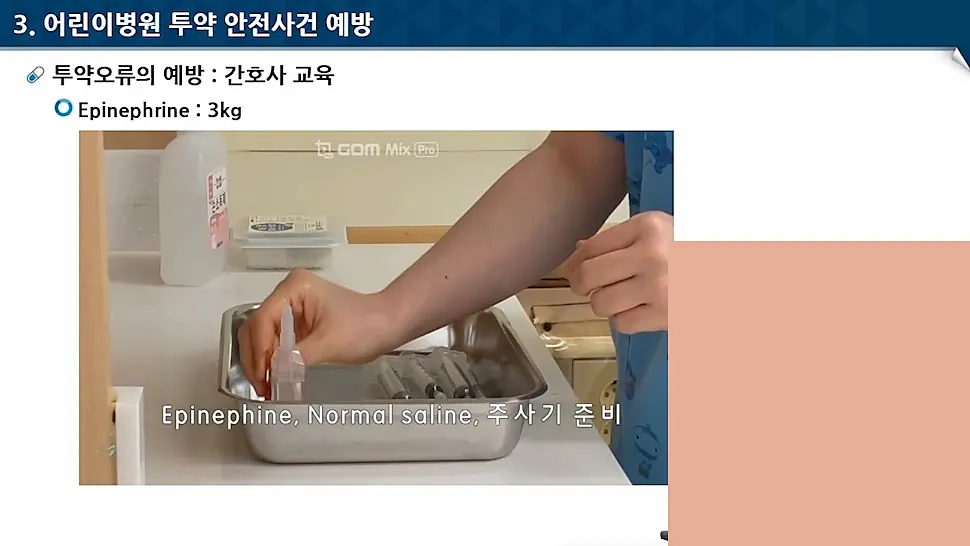 3. 어린이병원 투약 안전사건 예방
투약오류의 예방 : 간호사 교육
Epinephrine : 3kg
GOM Mix Pro
Epinephine, Normal saline, 주사기 준비